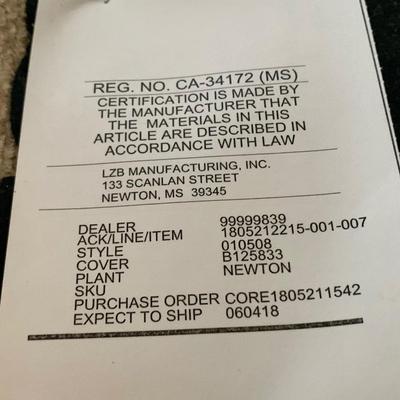 REG. NO. CA-34172 (MS)
CERTIFICATION IS MADE BY
THE MANUFACTURER THAT
THE MATERIALS IN THIS
ARTICLE ARE DESCRIBED IN
ACCORDANCE WITH LAW
LZB MANUFACTURING, INC.
133 SCANLAN STREET
NEWTON, MS 39345
DEALER 99999839
ACK/LINE/ITEM 1805212215-001-007
STYLE 010508
COVER B125833
PLANT NEWTON
SKU
PURCHASE ORDER CORE1805211542
EXPECT TO SHIP 060418